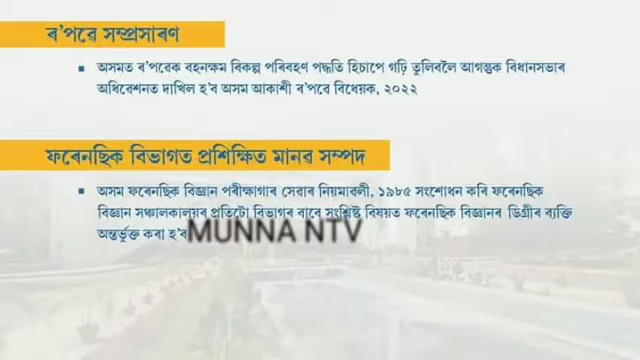 ৰ'পৱে সম্প্ৰসাৰণ
▪ অসমত ৰ'পৱেক বহনক্ষম বিকল্প পৰিবহণ পদ্ধতি হিচাপে গঢ়ি তুলিবলৈ আগন্তুক বিধানসভাৰ
অধিৱেশনত দাখিল হ'ব অসম আকাশী ৰ'পৱে বিধেয়ক, ২০২২
ফৰেনছিক বিভাগত প্ৰশিক্ষিত মানৱ সম্পদ
▪ অসম ফৰেনছিক বিজ্ঞান পৰীক্ষাগাৰ সেৱাৰ নিয়মাৱলী, ১৯৮৫ সংশোধন কৰি ফৰেনছিক
বিজ্ঞান সঞ্চালকালয়ৰ প্ৰতিটো বিভাগৰ বাবে সংশ্লিষ্ট বিষয়ত ফৰেনছিক বিজ্ঞানৰ ডিগ্ৰীৰ ব্যক্তি
অন্তৰ্ভুক্ত কৰা হ'ব MUNNA NTV